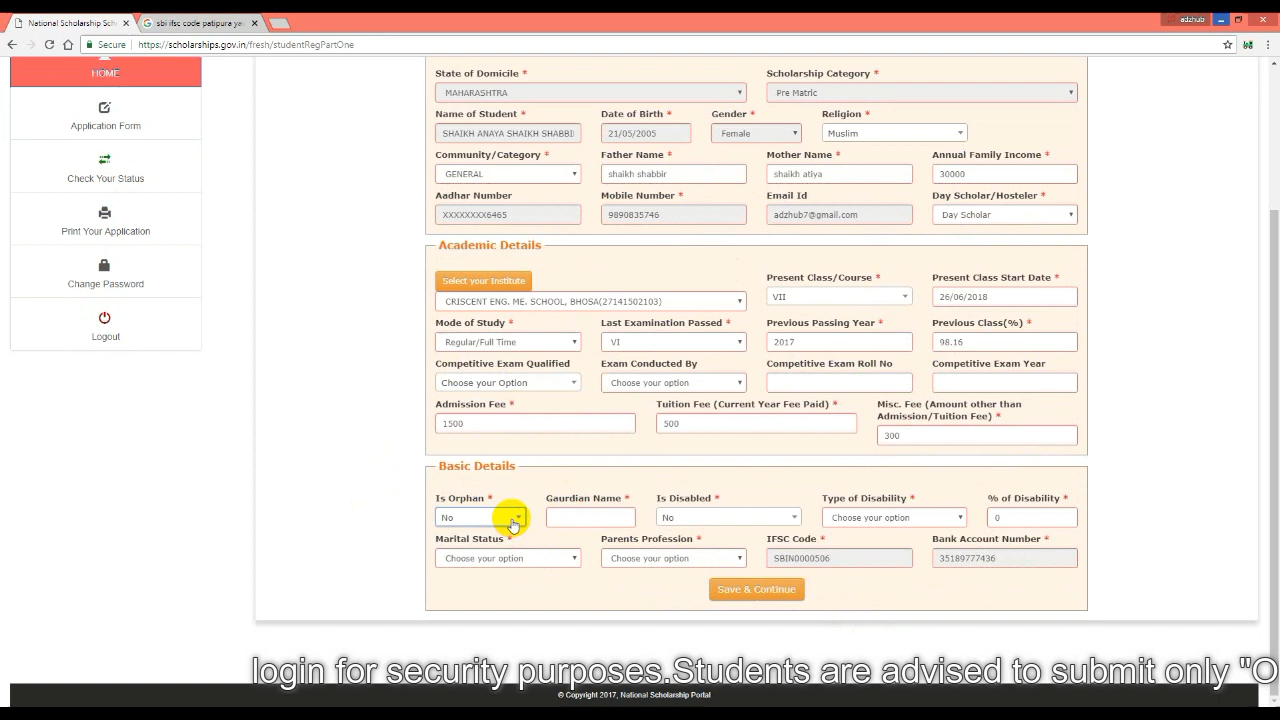 National Scholarship Sch
sbi ifsc code patipura ya
adzhub
Secure
https://scholarships.gov.in/fresh/studentRegPartOne
HOME
Application Form
Check Your Status
Print Your Application
Change Password
Logout
State of Domicile * Scholarship Category *
MAHARASHTRA Pre Matric
Name of Student * Date of Birth * Gender * Religion *
SHAIKH ANAYA SHAIKH SHABBI 21/05/2005 Female Muslim
Community/Category * Father Name * Mother Name * Annual Family Income *
GENERAL shaikh shabbir shaikh atiya 30000
Aadhar Number Mobile Number * Email Id Day Scholar/Hosteler *
XXXXXXXX6465 9890835746 adzhub7@gmail.com Day Scholar
Academic Details
Select your Institute Present Class/Course * Present Class Start Date *
CRISCENT ENG. ME. SCHOOL, BHOSA(27141502103) VII 26/06/2018
Mode of Study * Last Examination Passed * Previous Passing Year * Previous Class(%) *
Regular/Full Time VI 2017 98.16
Competitive Exam Qualified Exam Conducted By Competitive Exam Roll No Competitive Exam Year
Choose your Option Choose your option
Admission Fee * Tuition Fee (Current Year Fee Paid) * Misc. Fee (Amount other than
Admission/Tuition Fee) *
1500 500 300
Basic Details
Is Orphan * Gaurdian Name * Is Disabled * Type of Disability * % of Disability *
No No Choose your option 0
Marital Status * Parents Profession * IFSC Code * Bank Account Number *
Choose your option Choose your option SBIN0000506 35189777436
Save & Continue
login for security purposes.Students are advised to submit only "O
© Copyright 2017, National Scholarship Portal